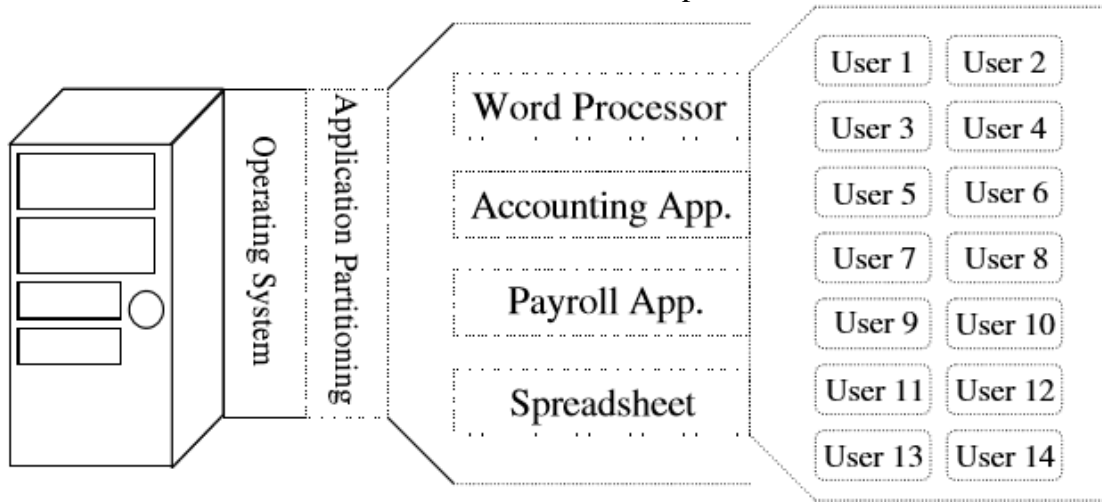 Operating System
Application Partitioning
Word Processor
Accounting App.
Payroll App.
Spreadsheet
User 1 User 2
User 3 User 4
User 5 User 6
User 7 User 8
User 9 User 10
User 11 User 12
User 13 User 14